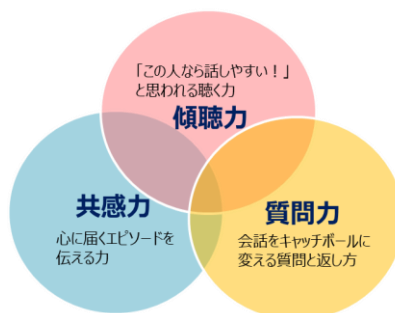 「この人なら話しやすい！」
と思われる聴く力
傾聴力
共感力
心に届くエピソードを
伝える力
質問力
会話をキャッチボールに
変える質問と返し方